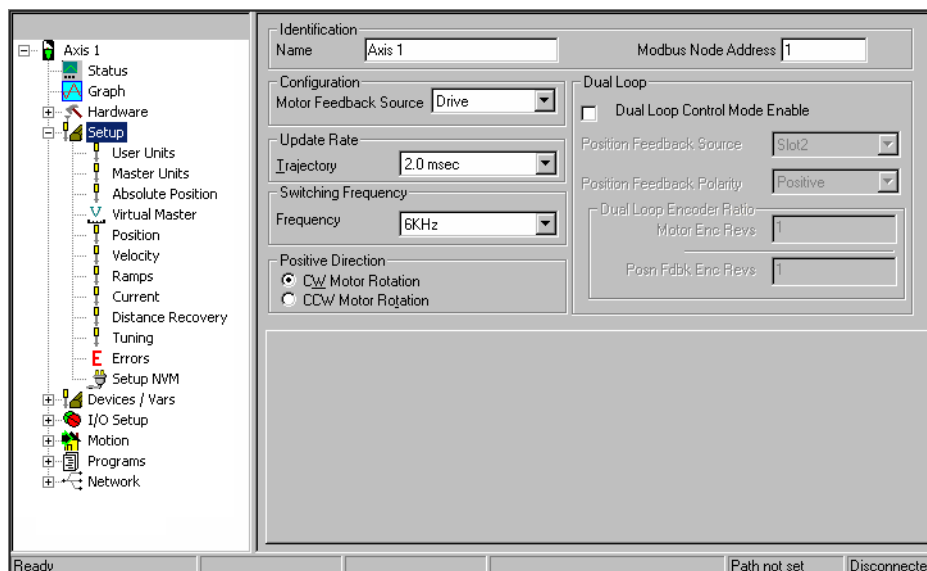 Axis 1
Status
Graph
Hardware
Setup
User Units
Master Units
Absolute Position
Virtual Master
Position
Velocity
Ramps
Current
Distance Recovery
Tuning
E Errors
Setup NVM
Devices / Vars
I/O Setup
Motion
Programs
Network
Identification
Name Axis 1 Modbus Node Address 1
Configuration
Motor Feedback Source Drive
Update Rate
Trajectory 2.0 msec
Switching Frequency
Frequency 6KHz
Positive Direction
CW Motor Rotation
CCW Motor Rotation
Dual Loop
Dual Loop Control Mode Enable
Position Feedback Source Slot2
Position Feedback Polarity Positive
Dual Loop Encoder Ratio
Motor Enc Revs 1
Posn Fdbk Enc Revs 1
Ready Path not set Disconnecte